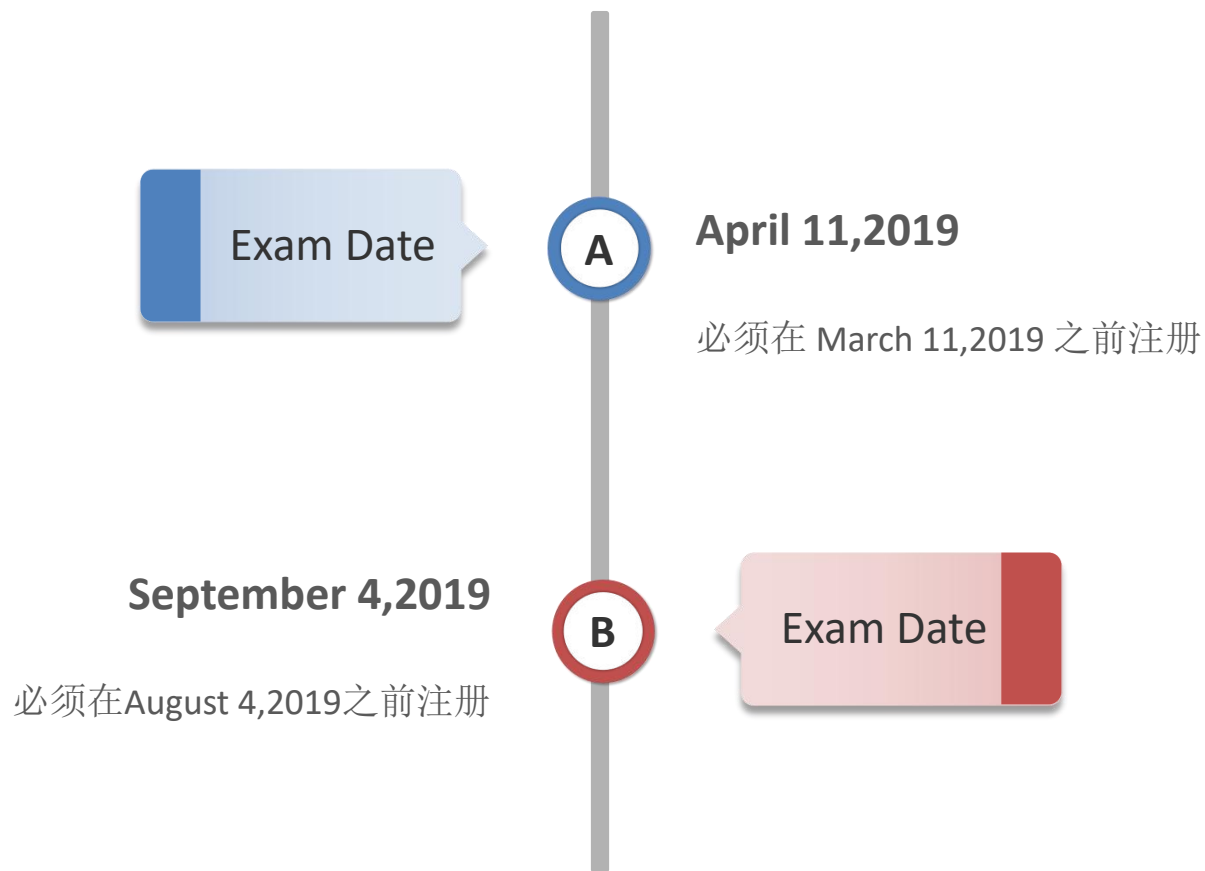 Exam Date
A
April 11,2019
必须在 March 11,2019 之前注册
September 4,2019
B
Exam Date
必须在August 4,2019之前注册